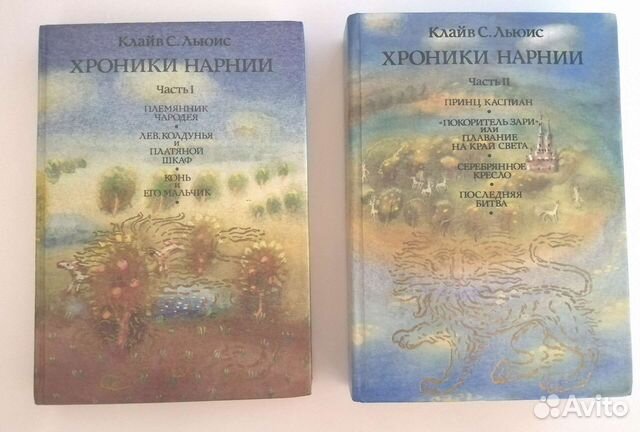 Клайв С. Льюис
ХРОНИКИ НАРНИИ
Часть I
ПЛЕМЯННИК
ЧАРОДЕЯ
•
ЛЕВ, КОЛДУНЬЯ
И
ПЛАТЯНОЙ
ШКАФ
•
КОНЬ
И
ЕГО МАЛЬЧИК
•
Клайв С. Льюис
ХРОНИКИ НАРНИИ
Часть II
ПРИНЦ КАСПИАН
•
«ПОКОРИТЕЛЬ ЗАРИ»,
ИЛИ
ПЛАВАНИЕ
НА КРАЙ СВЕТА
•
СЕРЕБРЯННОЕ
КРЕСЛО
•
ПОСЛЕДНЯЯ
БИТВА
•
Avito